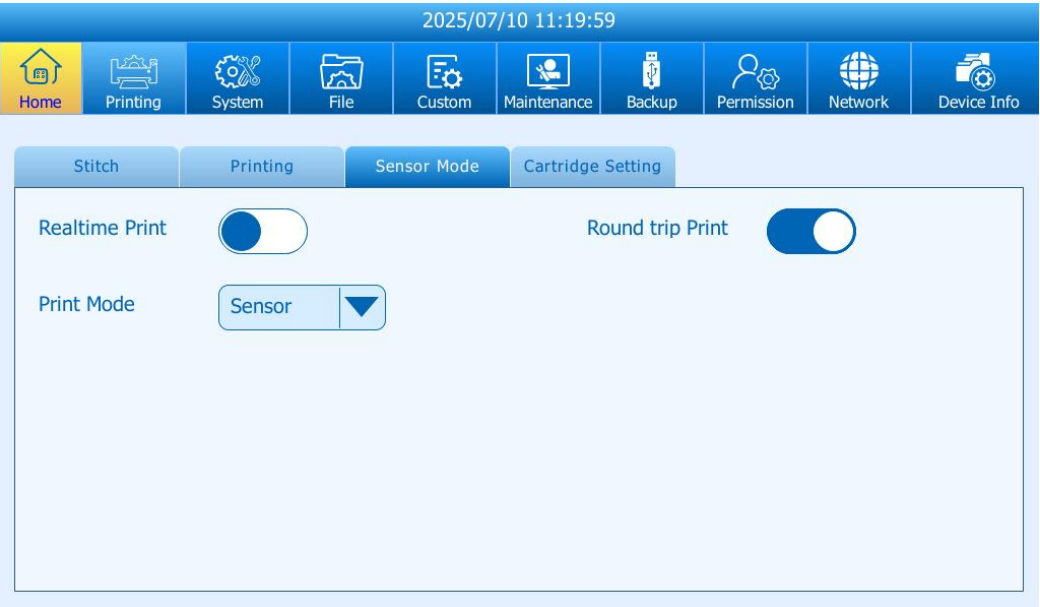 2025/07/10 11:19:59
Home Printing System File Custom Maintenance Backup Permission Network Device Info
Stitch Printing Sensor Mode Cartridge Setting
Realtime Print Round trip Print
Print Mode Sensor